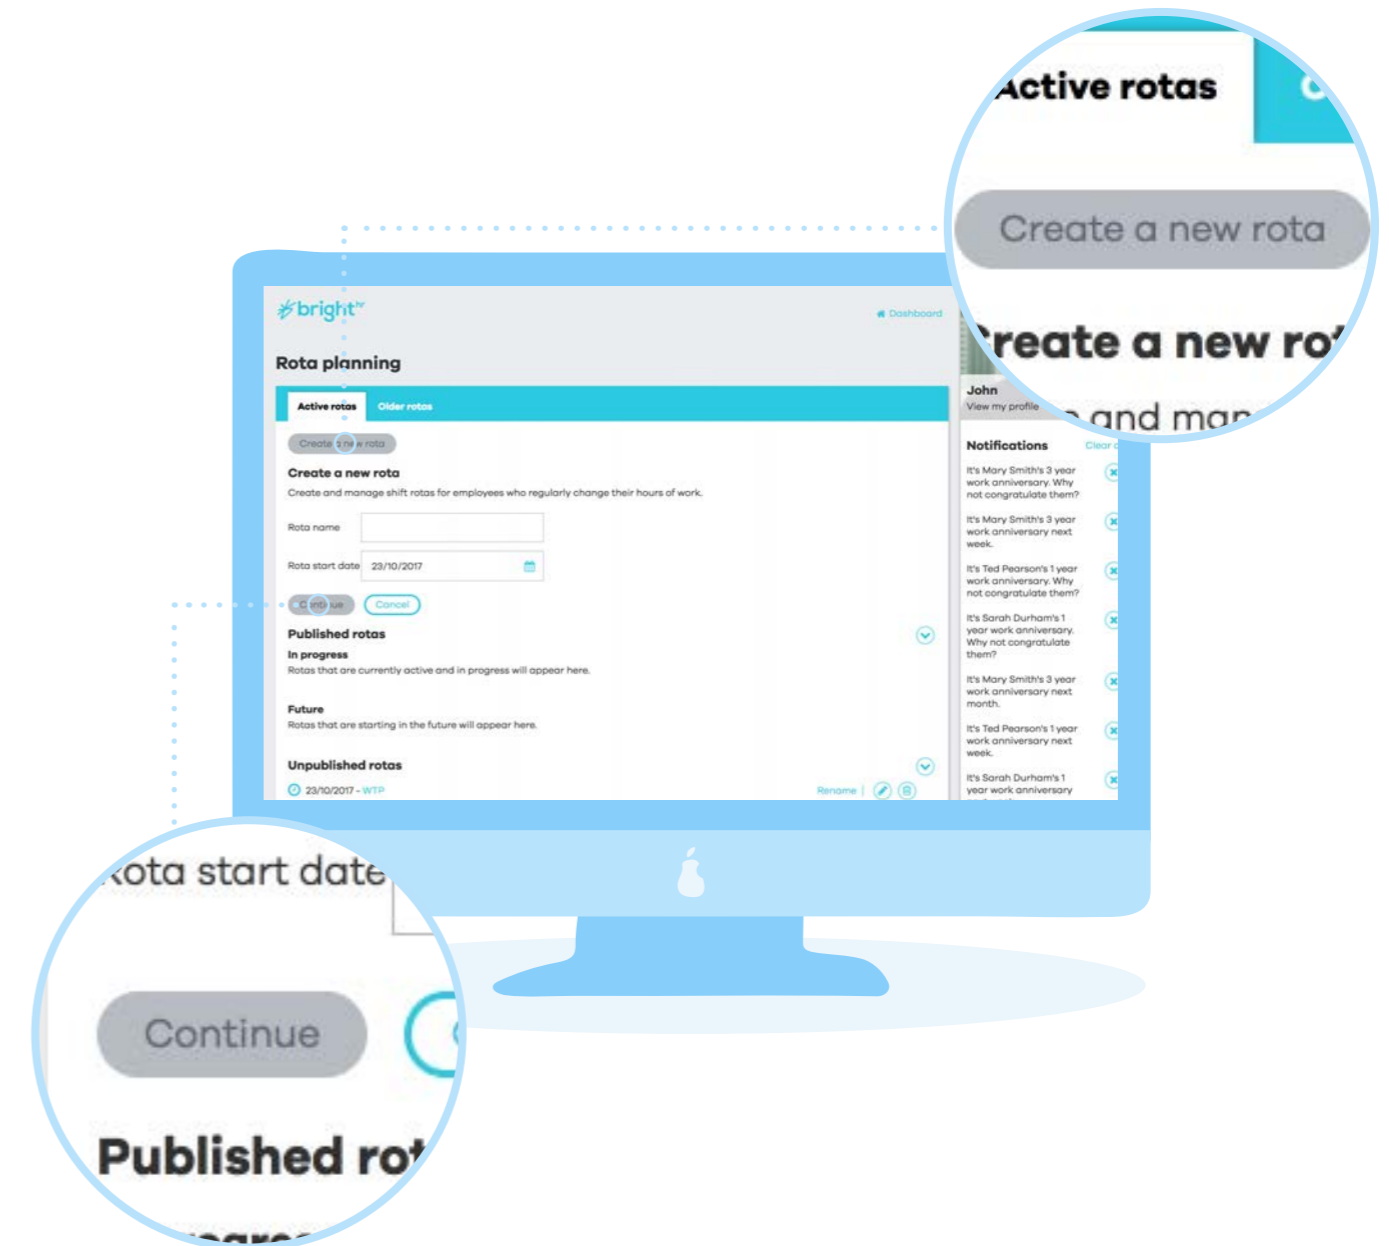 Active rotas
Create a new rota
Create a new rot
and man
bright hr
Dashboard
Rota planning
Active rotas
Older rotas
Create a new rota
Create a new rota
Create and manage shift rotas for employees who regularly change their hours of work.
Rota name
Rota start date 23/10/2017
Continue
Cancel
Published rotas
In progress
Rotas that are currently active and in progress will appear here.
Future
Rotas that are starting in the future will appear here.
Unpublished rotas
23/10/2017 - WTP
Rename |
John
View my profile
Notifications
Clear
It's Mary Smith's 3 year
work anniversary. Why
not congratulate them?
It's Mary Smith's 3 year
work anniversary next
week.
It's Ted Pearson's 1 year
work anniversary. Why
not congratulate them?
It's Sarah Durham's 1
year work anniversary.
Why not congratulate
them?
It's Mary Smith's 3 year
work anniversary next
month.
It's Ted Pearson's 1 year
work anniversary next
week.
It's Sarah Durham's 1
year work anniversary
Rota start date
Continue
Published rot